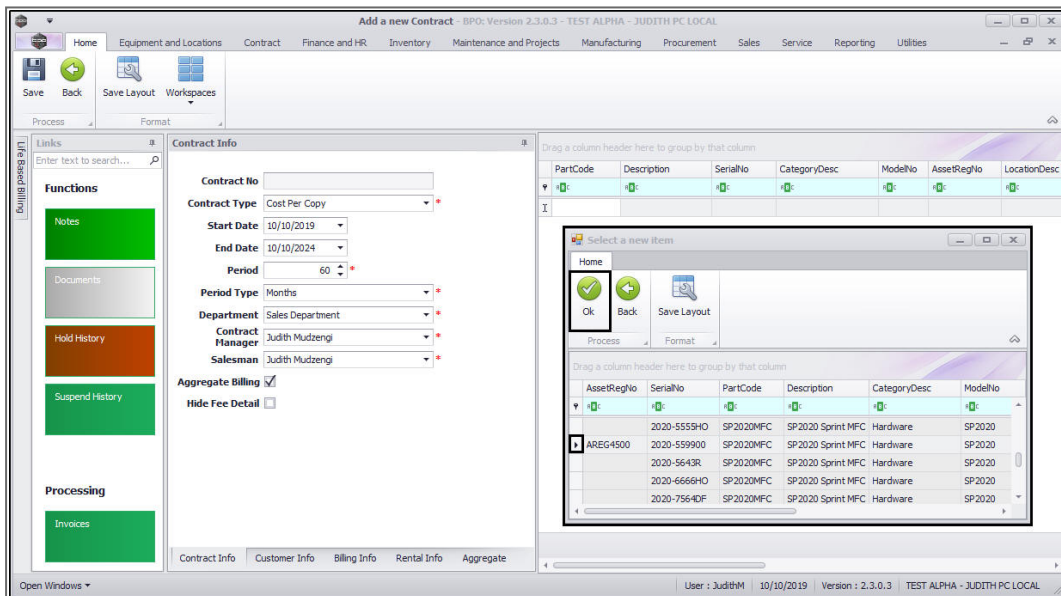 Add a new Contract - BPO: Version 2.3.0.3 - TEST ALPHA - JUDITH PC LOCAL
Home Equipment and Locations Contract Finance and HR Inventory Maintenance and Projects Manufacturing Procurement Sales Service Reporting Utilities
Save Back Save Layout Workspaces
Process Format
Life Based Billing
Links
Enter text to search...
Functions
Notes
Documents
Hold History
Suspend History
Processing
Invoices
Contract Info
Contract No
Contract Type Cost Per Copy *
Start Date 10/10/2019
End Date 10/10/2024
Period 60 *
Period Type Months *
Department Sales Department *
Contract
Manager Judith Mudzengi *
Salesman Judith Mudzengi *
Aggregate Billing
Hide Fee Detail
Contract Info Customer Info Billing Info Rental Info Aggregate
Drag a column header here to group by that column
PartCode Description SerialNo CategoryDesc ModelNo AssetRegNo LocationDesc
Select a new item
Home
Ok Back Save Layout
Process Format
Drag a column header here to group by that column
AssetRegNo SerialNo PartCode Description CategoryDesc ModelNo
2020-5555HO SP2020MFC SP2020 Sprint MFC Hardware SP2020
AREG4500 2020-559900 SP2020MFC SP2020 Sprint MFC Hardware SP2020
2020-5643R SP2020MFC SP2020 Sprint MFC Hardware SP2020
2020-6666HO SP2020MFC SP2020 Sprint MFC Hardware SP2020
2020-7564DF SP2020MFC SP2020 Sprint MFC Hardware SP2020
Open Windows User : JudithM 10/10/2019 Version : 2.3.0.3 TEST ALPHA - JUDITH PC LOCAL